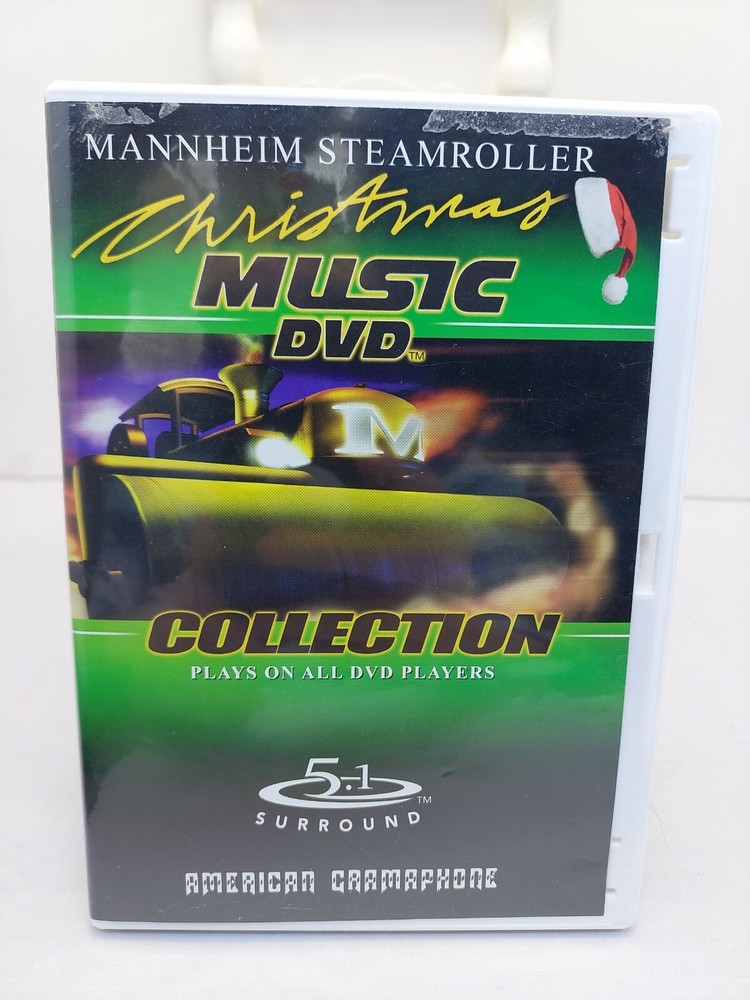 MANNHEIM STEAMROLLER
Christmas
MUSIC
DVD™
M
COLLECTION
PLAYS ON ALL DVD PLAYERS
5.1™
SURROUND
AMERICAN GRAMAPHONE